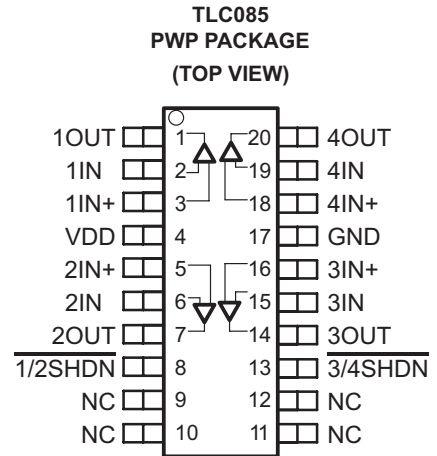 TLC085
PWP PACKAGE
(TOP VIEW)
1OUT 1 20 4OUT
1IN 2 19 4IN
1IN+ 3 18 4IN+
VDD 4 17 GND
2IN+ 5 16 3IN+
2IN 6 15 3IN
2OUT 7 14 3OUT
1/2SHDN 8 13 3/4SHDN
NC 9 12 NC
NC 10 11 NC